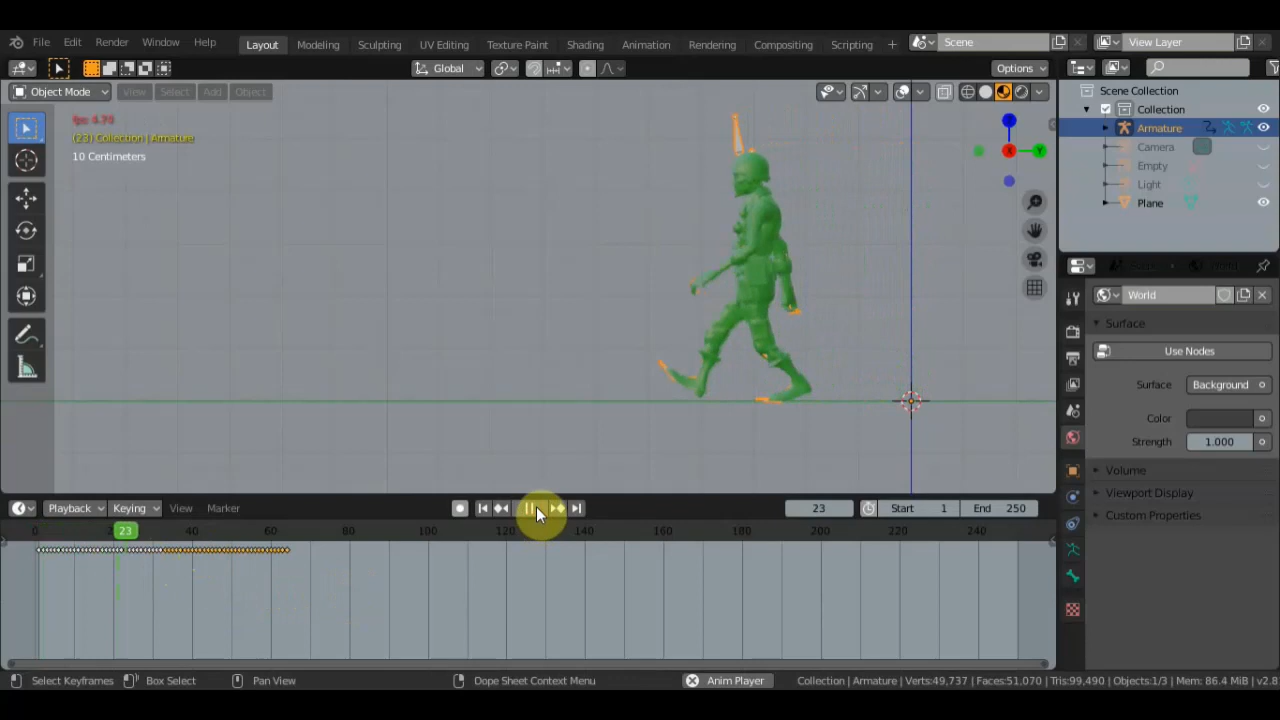 File Edit Render Window Help Layout Modeling Sculpting UV Editing Texture Paint Shading Animation Rendering Compositing Scripting + Scene View Layer
Global Options
Object Mode View Select Add Object
Scene Collection
Collection
Armature
Camera
Empty
Light
Plane
fps: 4.70
(23) Collection | Armature
10 Centimeters
World
Surface
Use Nodes
Surface Background
Color
Strength 1.000
Volume
Viewport Display
Custom Properties
Playback Keying View Marker 23 Start 1 End 250
0 23 40 60 80 100 120 140 160 180 200 220 240
Select Keyframes Box Select Pan View Dope Sheet Context Menu Anim Player Collection | Armature | Verts:49,737 | Faces:51,070 | Tris:99,490 | Objects:1/3 | Mem: 86.4 MiB | v2.8